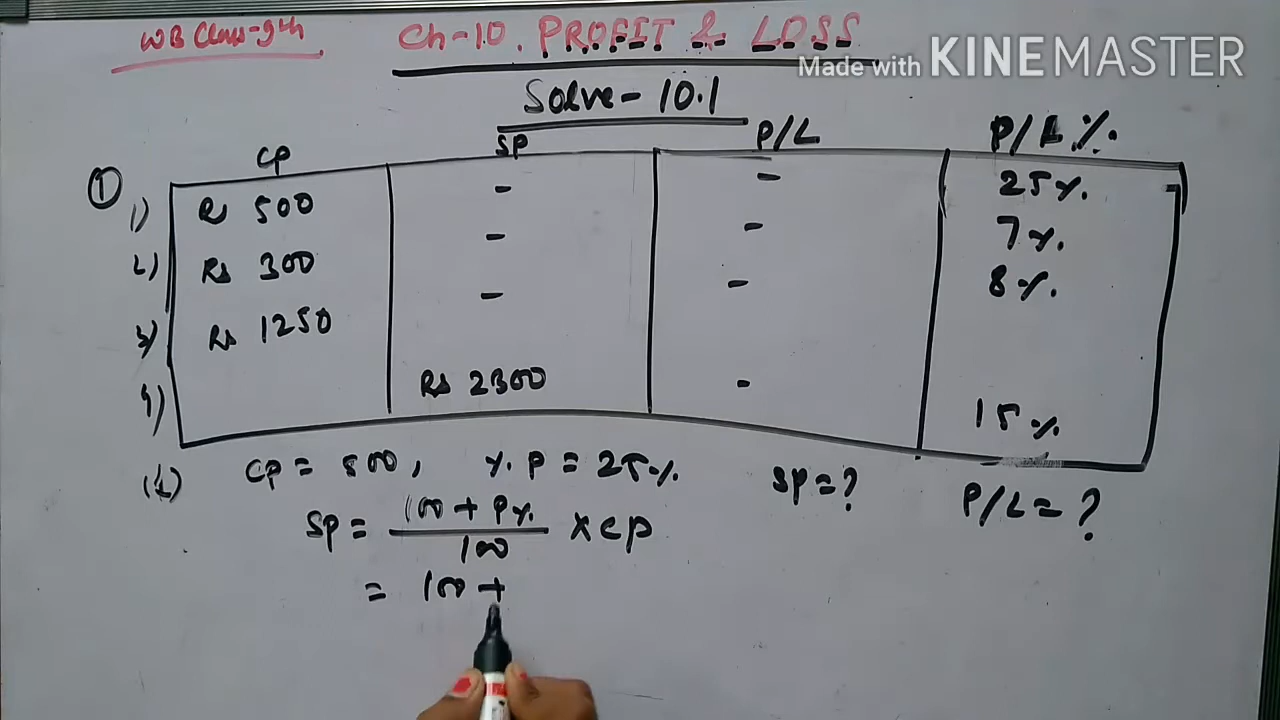 WB Class-9th
Ch-10. PROFIT & LOSS
Made with KINEMASTER
Solve-10.1
CP SP P/L P/L%
① 1) Rs 500 - - 25%
2) Rs 300 - - 7%
3) Rs 1250 - - 8%
4) Rs 2300 - 15%
CP = 500, %.P = 25% SP = ? P/L = ?
SP = 100 + P% / 100 × CP
= 100 +